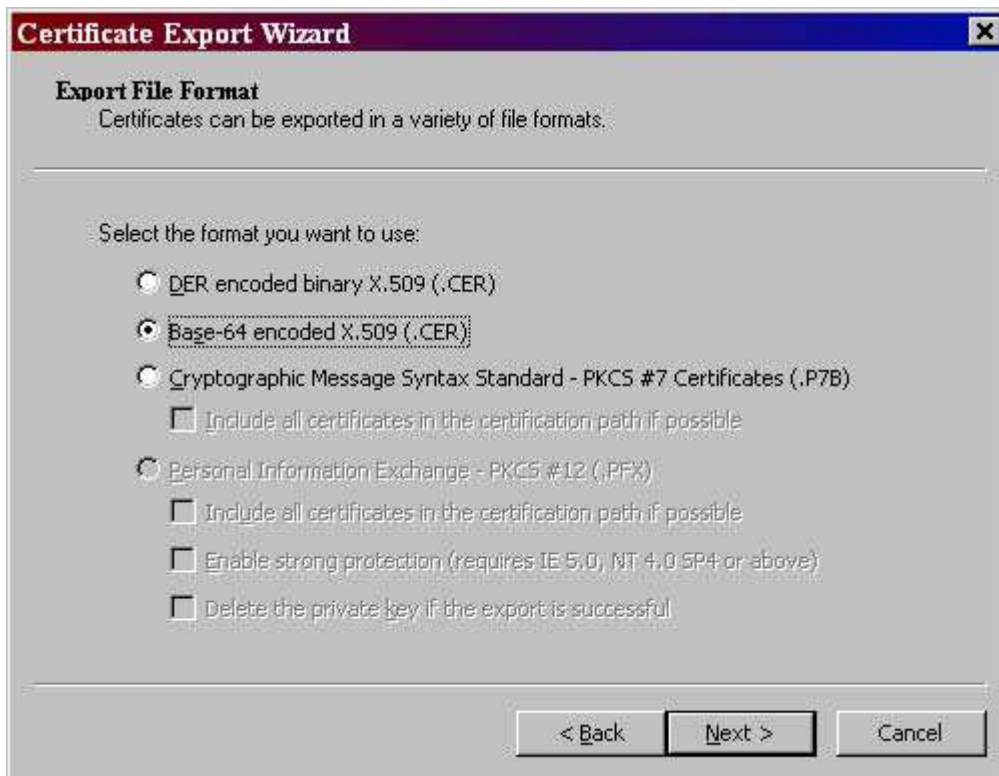 Certificate Export Wizard
Export File Format
Certificates can be exported in a variety of file formats.
Select the format you want to use:
DER encoded binary X.509 (.CER)
Base-64 encoded X.509 (.CER)
Cryptographic Message Syntax Standard - PKCS #7 Certificates (.P7B)
Include all certificates in the certification path if possible
Personal Information Exchange - PKCS #12 (.PFX)
Include all certificates in the certification path if possible
Enable strong protection (requires IE 5.0, NT 4.0 SP4 or above)
Delete the private key if the export is successful
< Back Next > Cancel